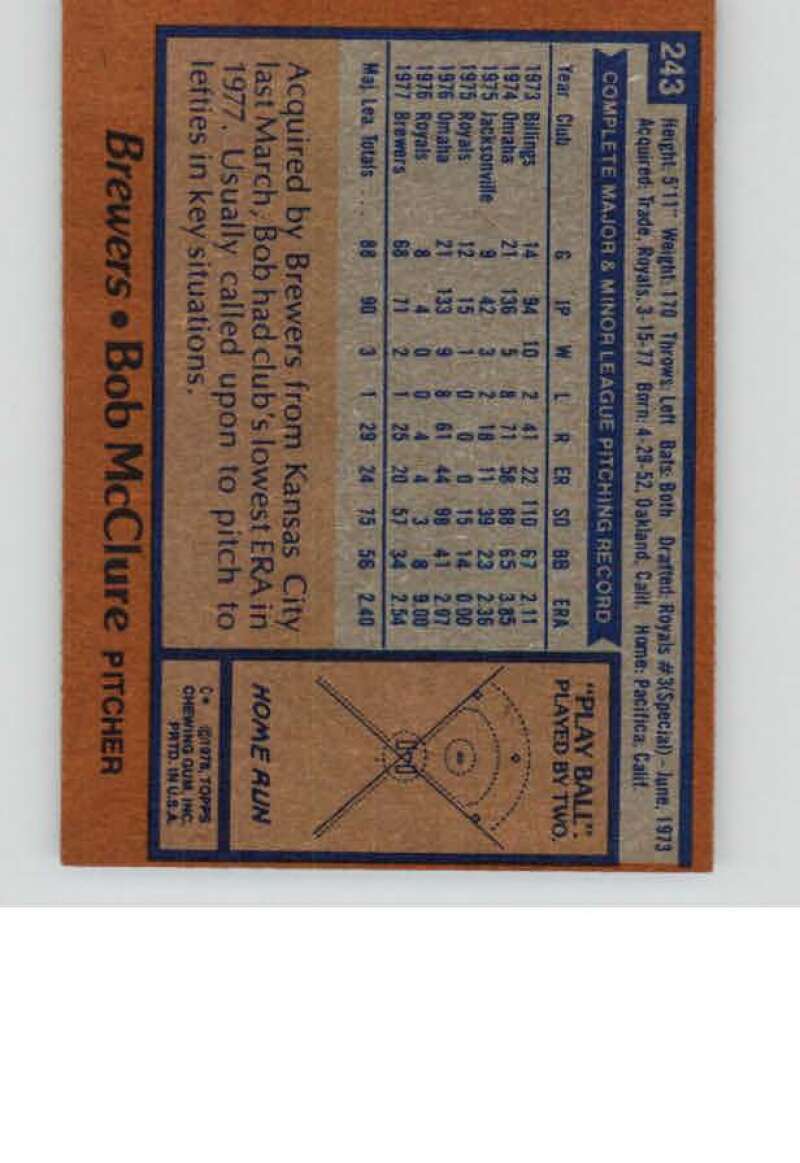 243
Height: 5'11" Weight: 170 Throws: Left Bats: Both Drafted: Royals #3(Special)-June, 1973
Acquired: Trade, Royals, 3-15-77 Born: 4-29-52, Oakland, Calif. Home: Pacifica, Calif.
COMPLETE MAJOR & MINOR LEAGUE PITCHING RECORD
Year Club G IP W L R ER SO BB ERA
1973 Billings 14 94 10 2 41 22 110 67 2.11
1974 Omaha 21 136 5 8 71 58 88 65 3.85
1975 Jacksonville 9 42 3 2 18 11 39 23 2.36
1975 Royals 12 15 1 0 0 0 15 14 0.00
1976 Omaha 21 133 9 8 61 44 98 41 2.97
1976 Royals 8 4 0 0 4 4 3 8 9.00
1977 Brewers 68 71 2 1 25 20 57 34 2.54
Maj. Lea. Totals .... 88 90 3 1 29 24 75 56 2.40
Acquired by Brewers from Kansas City
last March, Bob had club's lowest ERA in
1977. Usually called upon to pitch to
lefties in key situations.
"PLAY BALL":
PLAYED BY TWO.
HOME RUN
C* ©1978, TOPPS
CHEWING GUM, INC.
PRTD. IN U.S.A.
Brewers • Bob McClure PITCHER